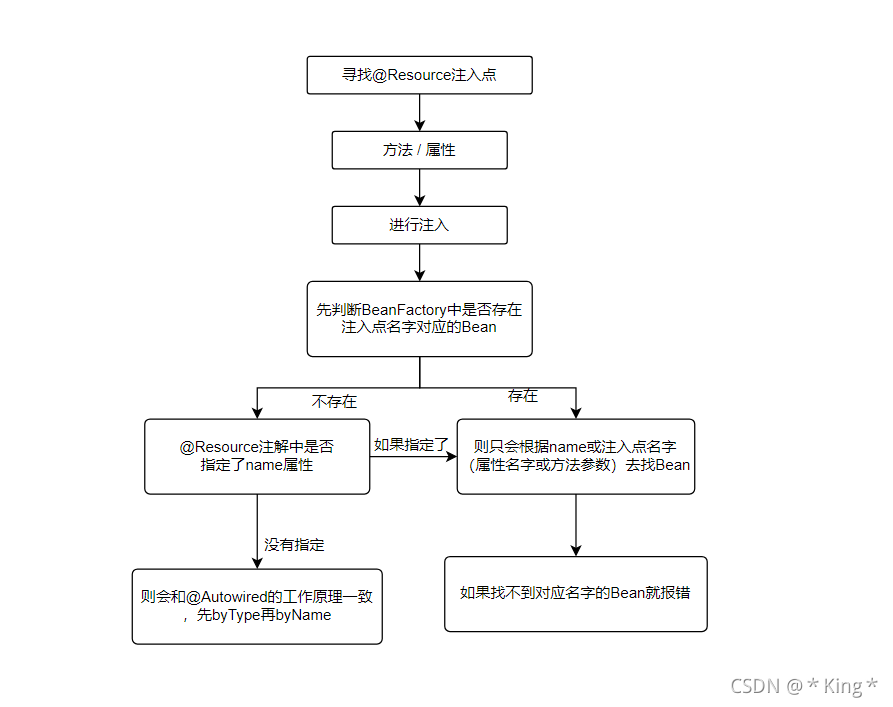 寻找@Resource注入点
方法 / 属性
进行注入
先判断BeanFactory中是否存在
注入点名字对应的Bean
不存在
存在
@Resource注解中是否
指定了name属性
如果指定了
则只会根据name或注入点名字
（属性名字或方法参数）去找Bean
没有指定
则会和@Autowired的工作原理一致
，先byType再byName
如果找不到对应名字的Bean就报错
CSDN @＊King＊